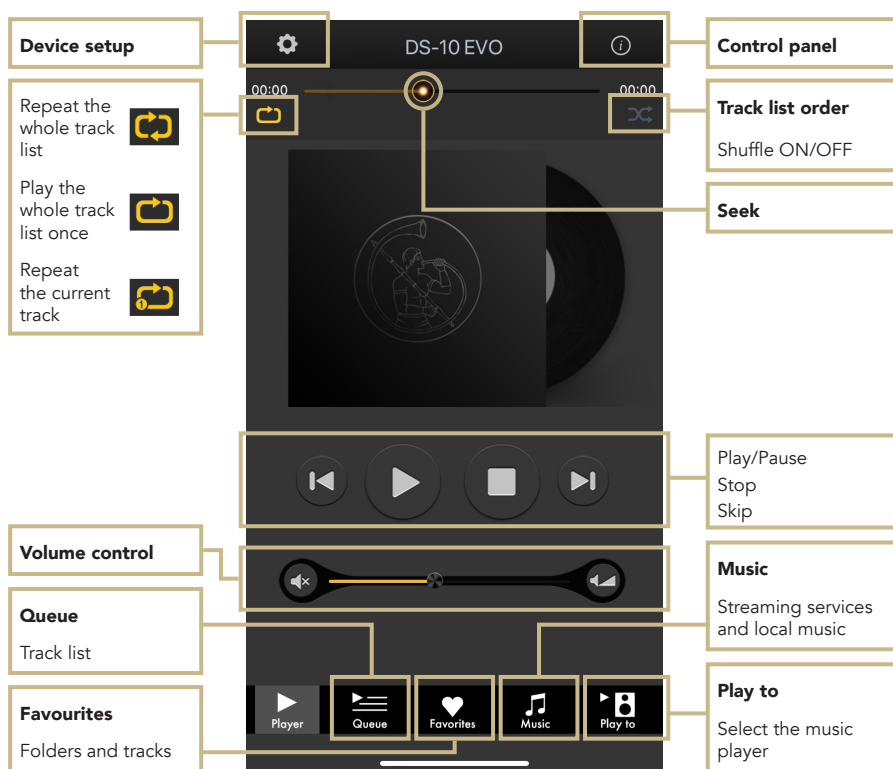 Device setup
DS-10 EVO
Control panel
Repeat the
whole track
list
Play the
whole track
list once
Repeat
the current
track
1
00:00
00:00
Track list order
Shuffle ON/OFF
Seek
Play/Pause
Stop
Skip
Volume control
Queue
Track list
Favourites
Folders and tracks
Music
Streaming services
and local music
Play to
Select the music
player
Player
Queue
Favorites
Music
Play to